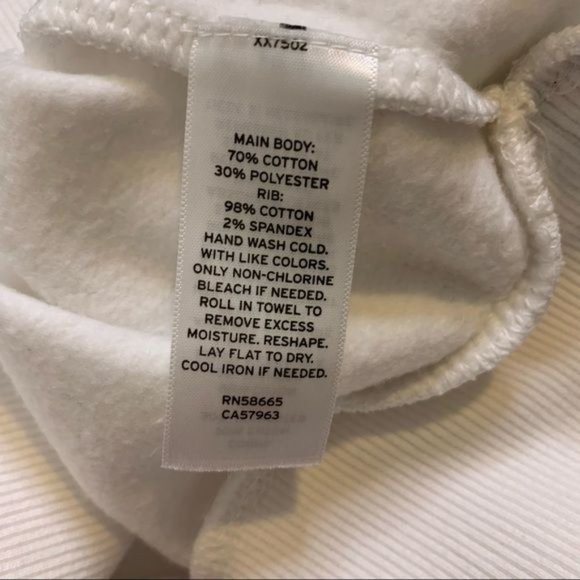 XX7502
MAIN BODY:
70% COTTON
30% POLYESTER
RIB:
98% COTTON
2% SPANDEX
HAND WASH COLD.
WITH LIKE COLORS.
ONLY NON-CHLORINE
BLEACH IF NEEDED.
ROLL IN TOWEL TO
REMOVE EXCESS
MOISTURE. RESHAPE.
LAY FLAT TO DRY.
COOL IRON IF NEEDED.
RN58665
CA57963